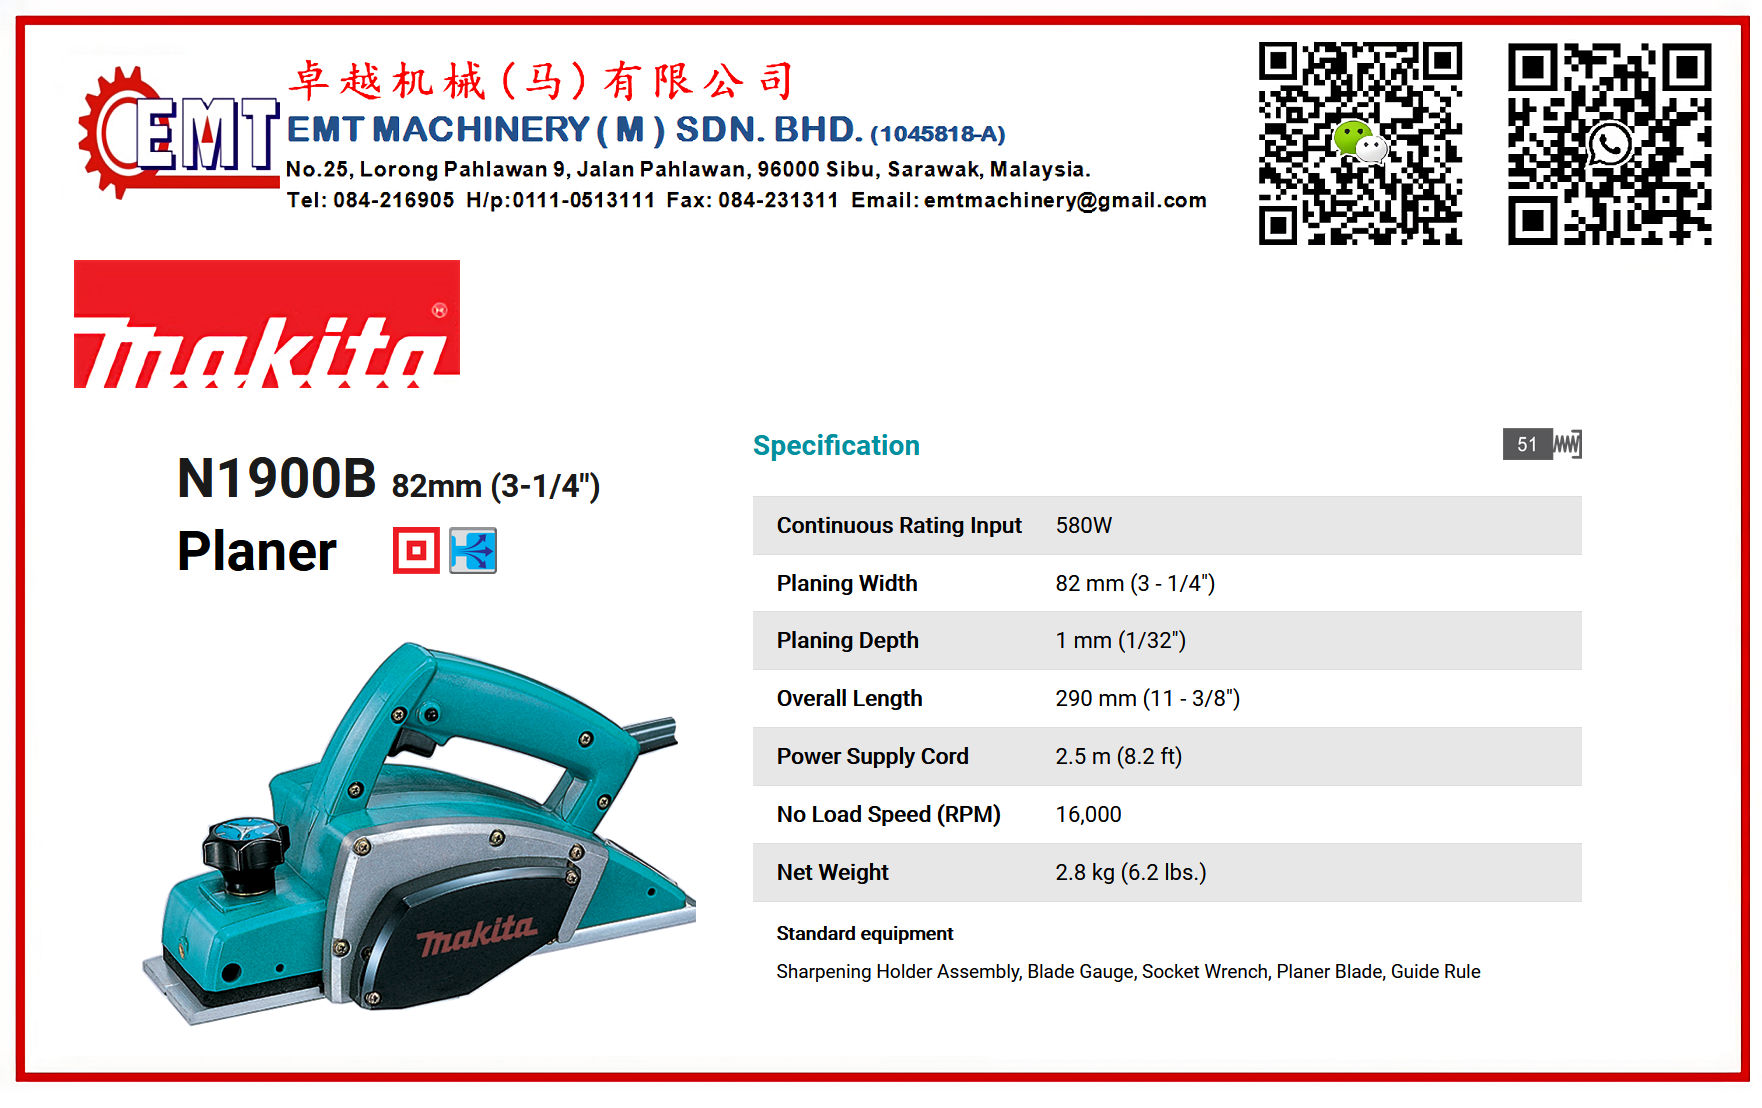 卓越机械(马)有限公司
EMT
EMT MACHINERY ( M ) SDN. BHD. (1045818-A)
No.25, Lorong Pahlawan 9, Jalan Pahlawan, 96000 Sibu, Sarawak, Malaysia.
Tel: 084-216905 H/p:0111-0513111 Fax: 084-231311 Email: emtmachinery@gmail.com
makita
N1900B 82mm (3-1/4")
Planer
Specification
51
Continuous Rating Input 580W
Planing Width 82 mm (3 - 1/4")
Planing Depth 1 mm (1/32")
Overall Length 290 mm (11 - 3/8")
Power Supply Cord 2.5 m (8.2 ft)
No Load Speed (RPM) 16,000
Net Weight 2.8 kg (6.2 lbs.)
Standard equipment
Sharpening Holder Assembly, Blade Gauge, Socket Wrench, Planer Blade, Guide Rule
makita